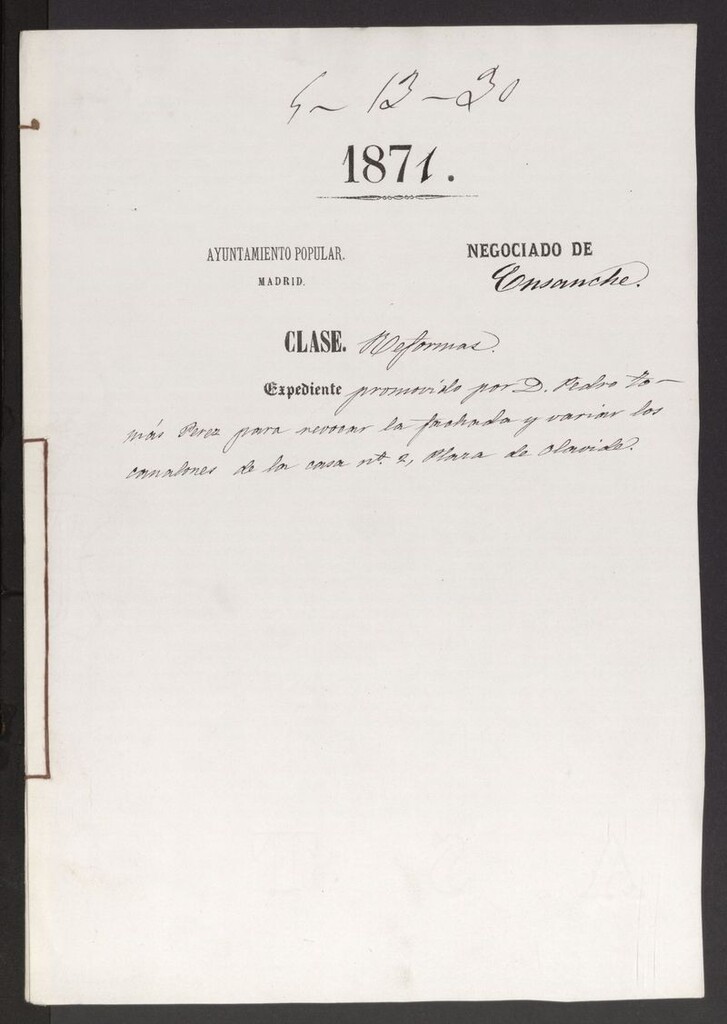 5-13-30
1871.
AYUNTAMIENTO POPULAR.
MADRID.
NEGOCIADO DE
Ensanche.
CLASE. Reformas.
Expediente promovido por D. Pedro To-
más Perez para revocar la fachada y variar los
canalones de la casa nº. 2, Plaza de Olavide.